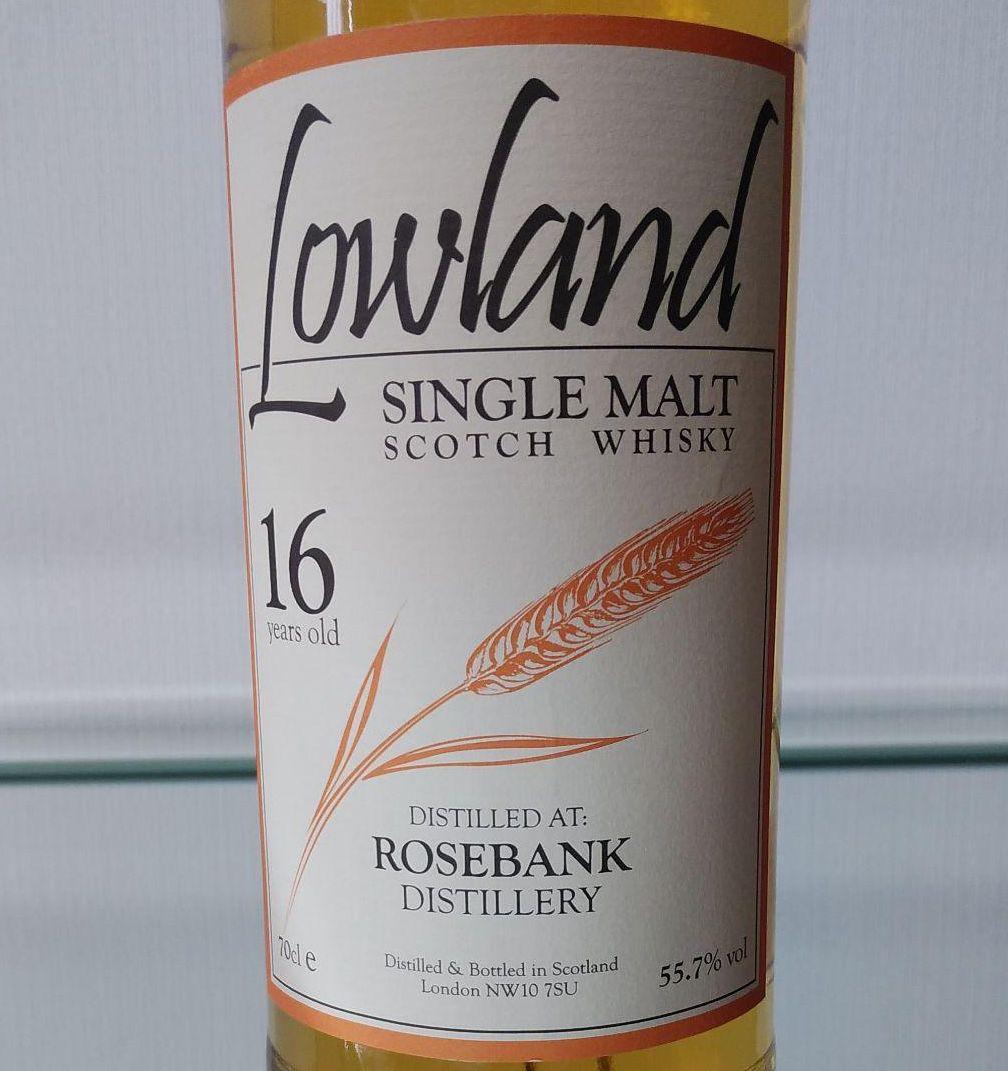 Lowland
SINGLE MALT
SCOTCH WHISKY
16
years old
DISTILLED AT:
ROSEBANK
DISTILLERY
70cl e
Distilled & Bottled in Scotland
London NW10 7SU
55.7% vol